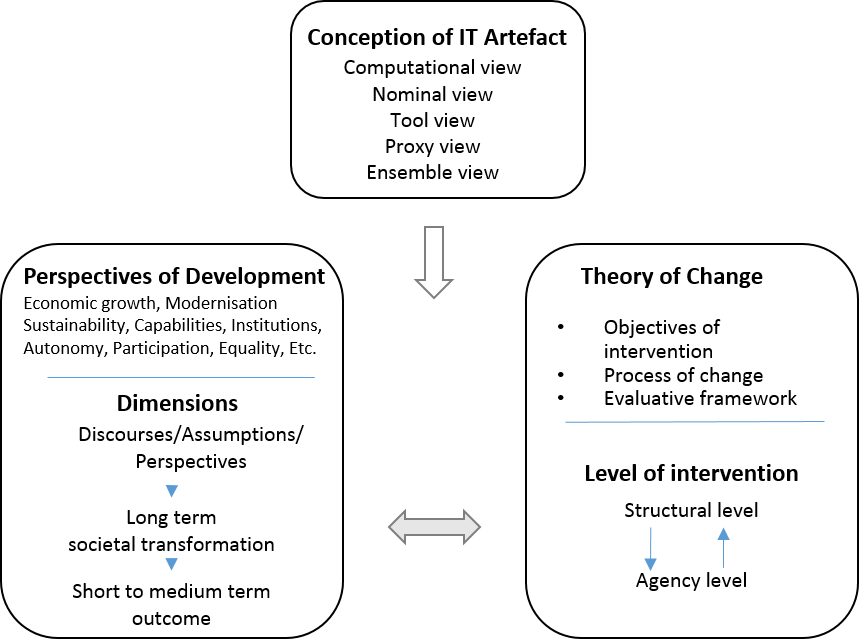 Conception of IT Artefact
Computational view
Nominal view
Tool view
Proxy view
Ensemble view
Perspectives of Development
Economic growth, Modernisation
Sustainability, Capabilities, Institutions,
Autonomy, Participation, Equality, Etc.
Dimensions
Discourses/Assumptions/
Perspectives
Long term
societal transformation
Short to medium term
outcome
Theory of Change
• Objectives of
intervention
• Process of change
• Evaluative framework
Level of intervention
Structural level
Agency level